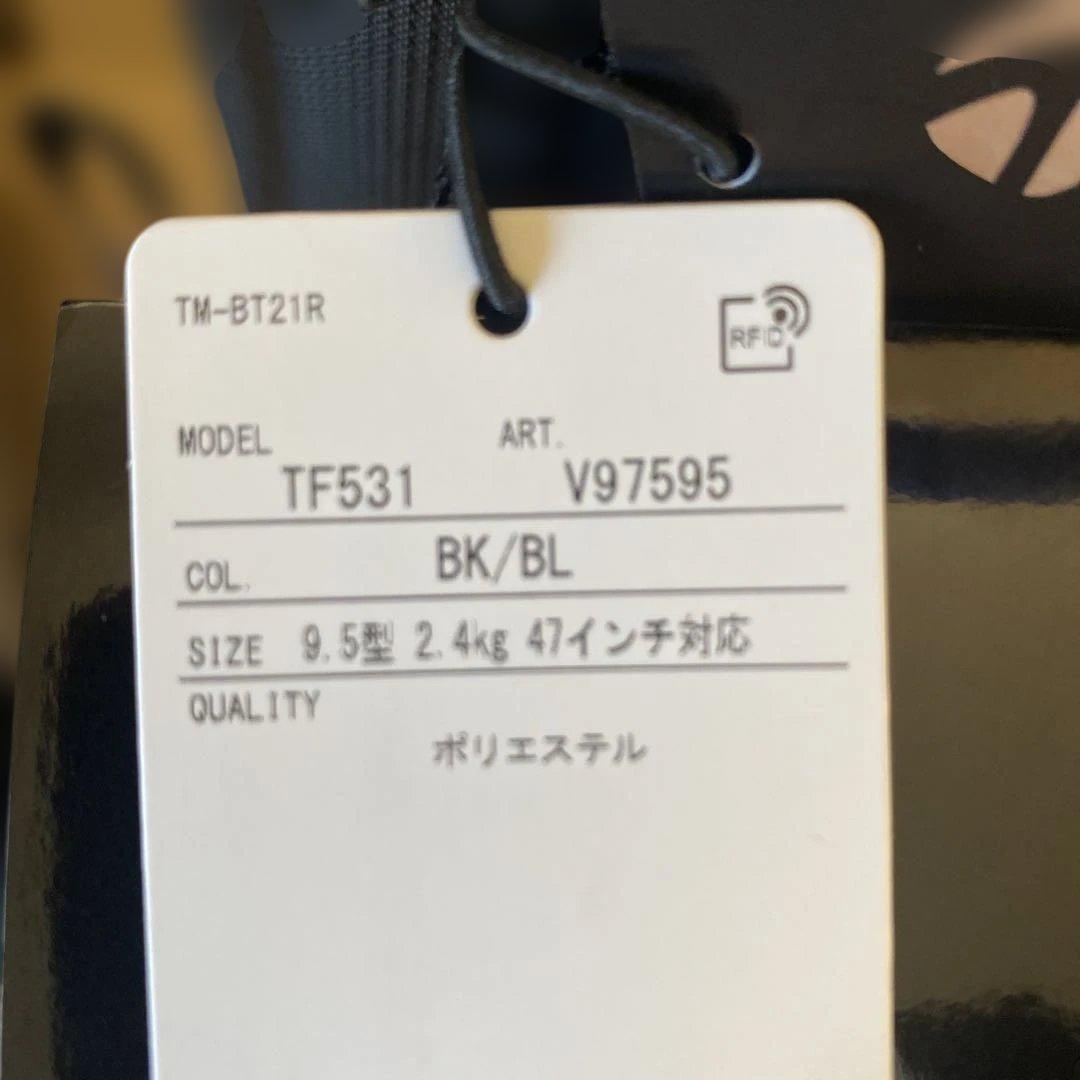 TM-BT21R
RFID
MODEL ART.
TF531 V97595
COL. BK/BL
SIZE 9.5型 2.4kg 47インチ対応
QUALITY
ポリエステル